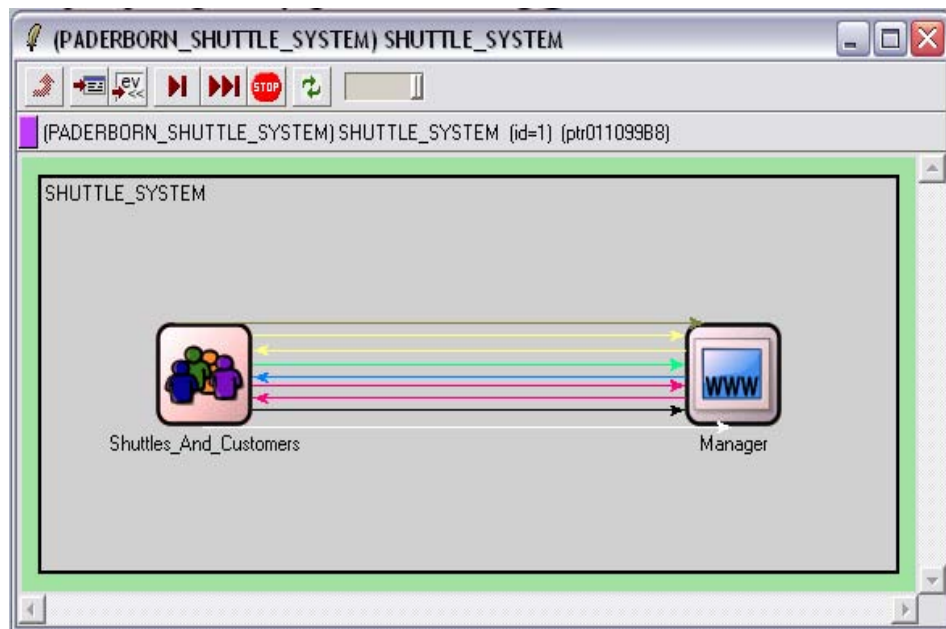 (PADERBORN_SHUTTLE_SYSTEM) SHUTTLE_SYSTEM
ev
<<
STOP
(PADERBORN_SHUTTLE_SYSTEM) SHUTTLE_SYSTEM (id=1) (ptr011099B8)
SHUTTLE_SYSTEM
WWW
Shuttles_And_Customers
Manager